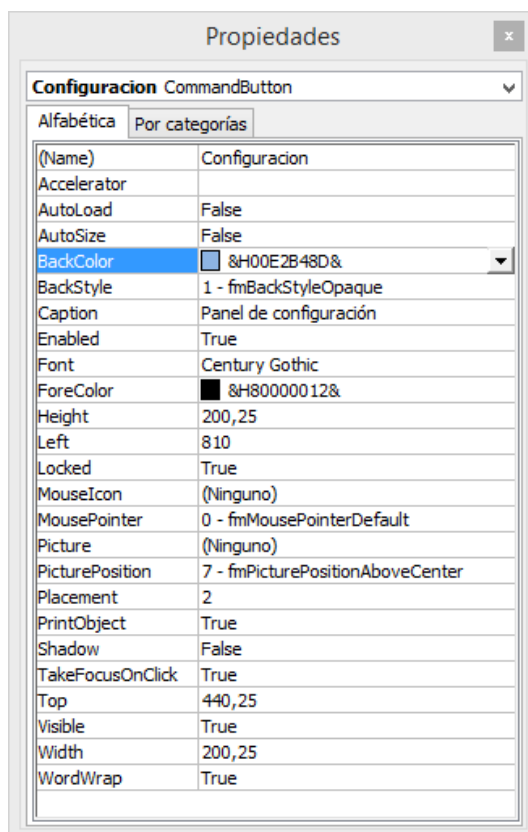 Propiedades
x
Configuracion CommandButton
Alfabética Por categorías
(Name) Configuracion
Accelerator
AutoLoad False
AutoSize False
BackColor &H00E2B48D&
BackStyle 1 - fmBackStyleOpaque
Caption Panel de configuración
Enabled True
Font Century Gothic
ForeColor &H80000012&
Height 200,25
Left 810
Locked True
MouseIcon (Ninguno)
MousePointer 0 - fmMousePointerDefault
Picture (Ninguno)
PicturePosition 7 - fmPicturePositionAboveCenter
Placement 2
PrintObject True
Shadow False
TakeFocusOnClick True
Top 440,25
Visible True
Width 200,25
WordWrap True